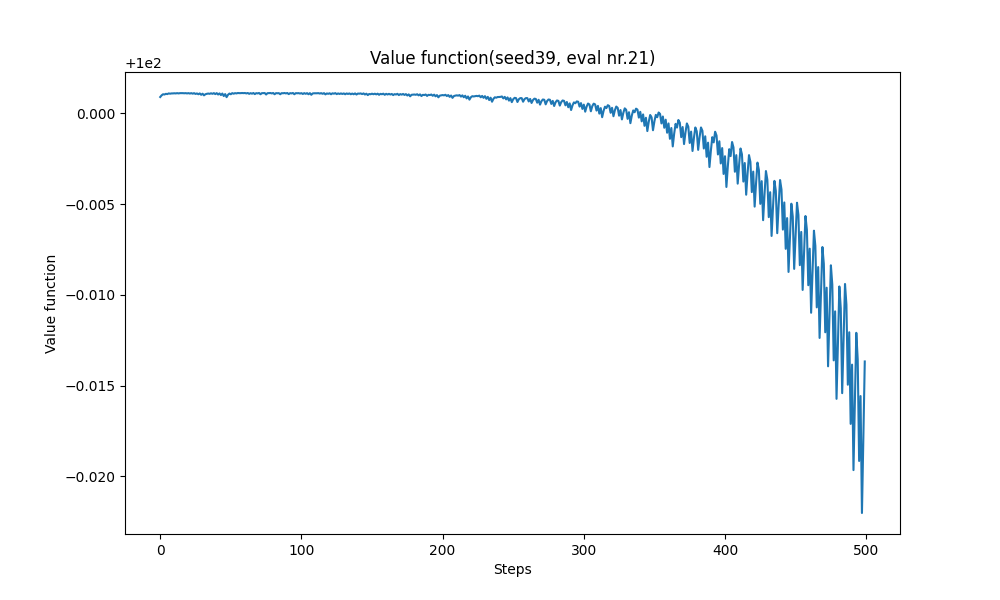 Value function(seed39, eval nr.21)
+1e2
0.000
−0.005
−0.010
−0.015
−0.020
Value function
0 100 200 300 400 500
Steps